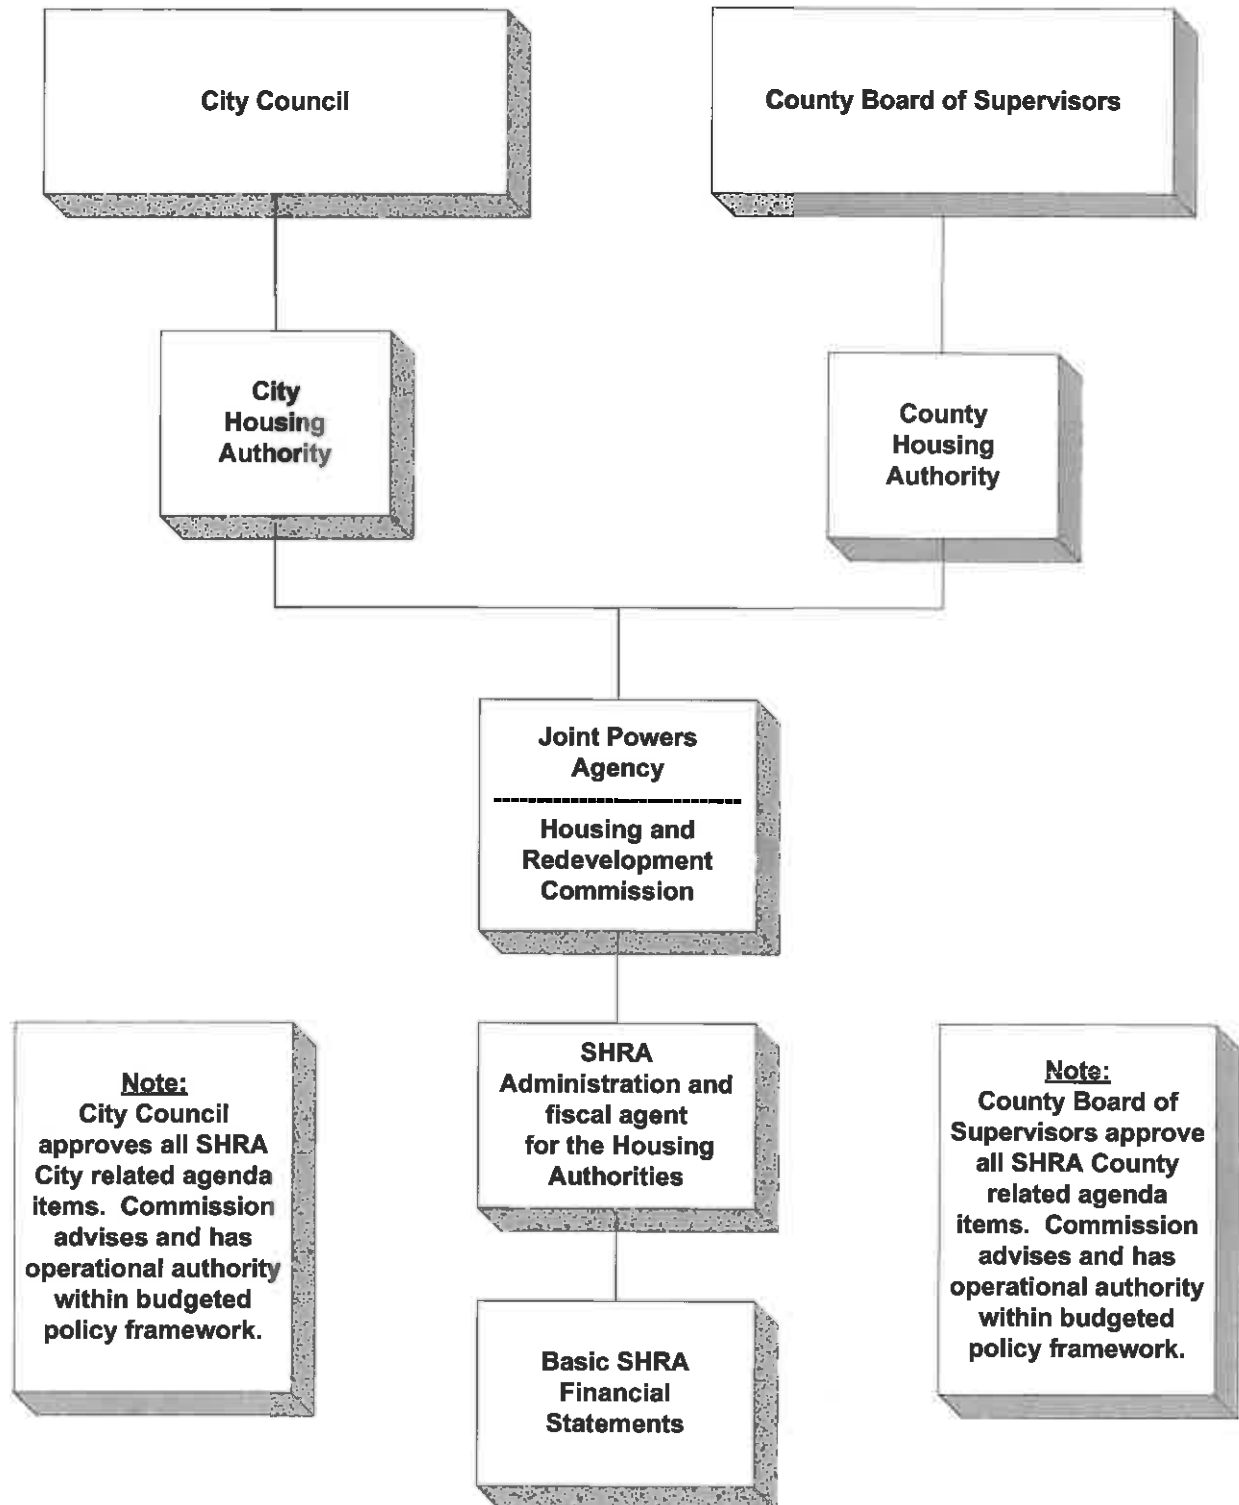 City Council
County Board of Supervisors
City
Housing
Authority
County
Housing
Authority
Joint Powers
Agency
Housing and
Redevelopment
Commission
SHRA
Administration and
fiscal agent
for the Housing
Authorities
Basic SHRA
Financial
Statements
Note:
City Council
approves all SHRA
City related agenda
items. Commission
advises and has
operational authority
within budgeted
policy framework.
Note:
County Board of
Supervisors approve
all SHRA County
related agenda
items. Commission
advises and has
operational authority
within budgeted
policy framework.